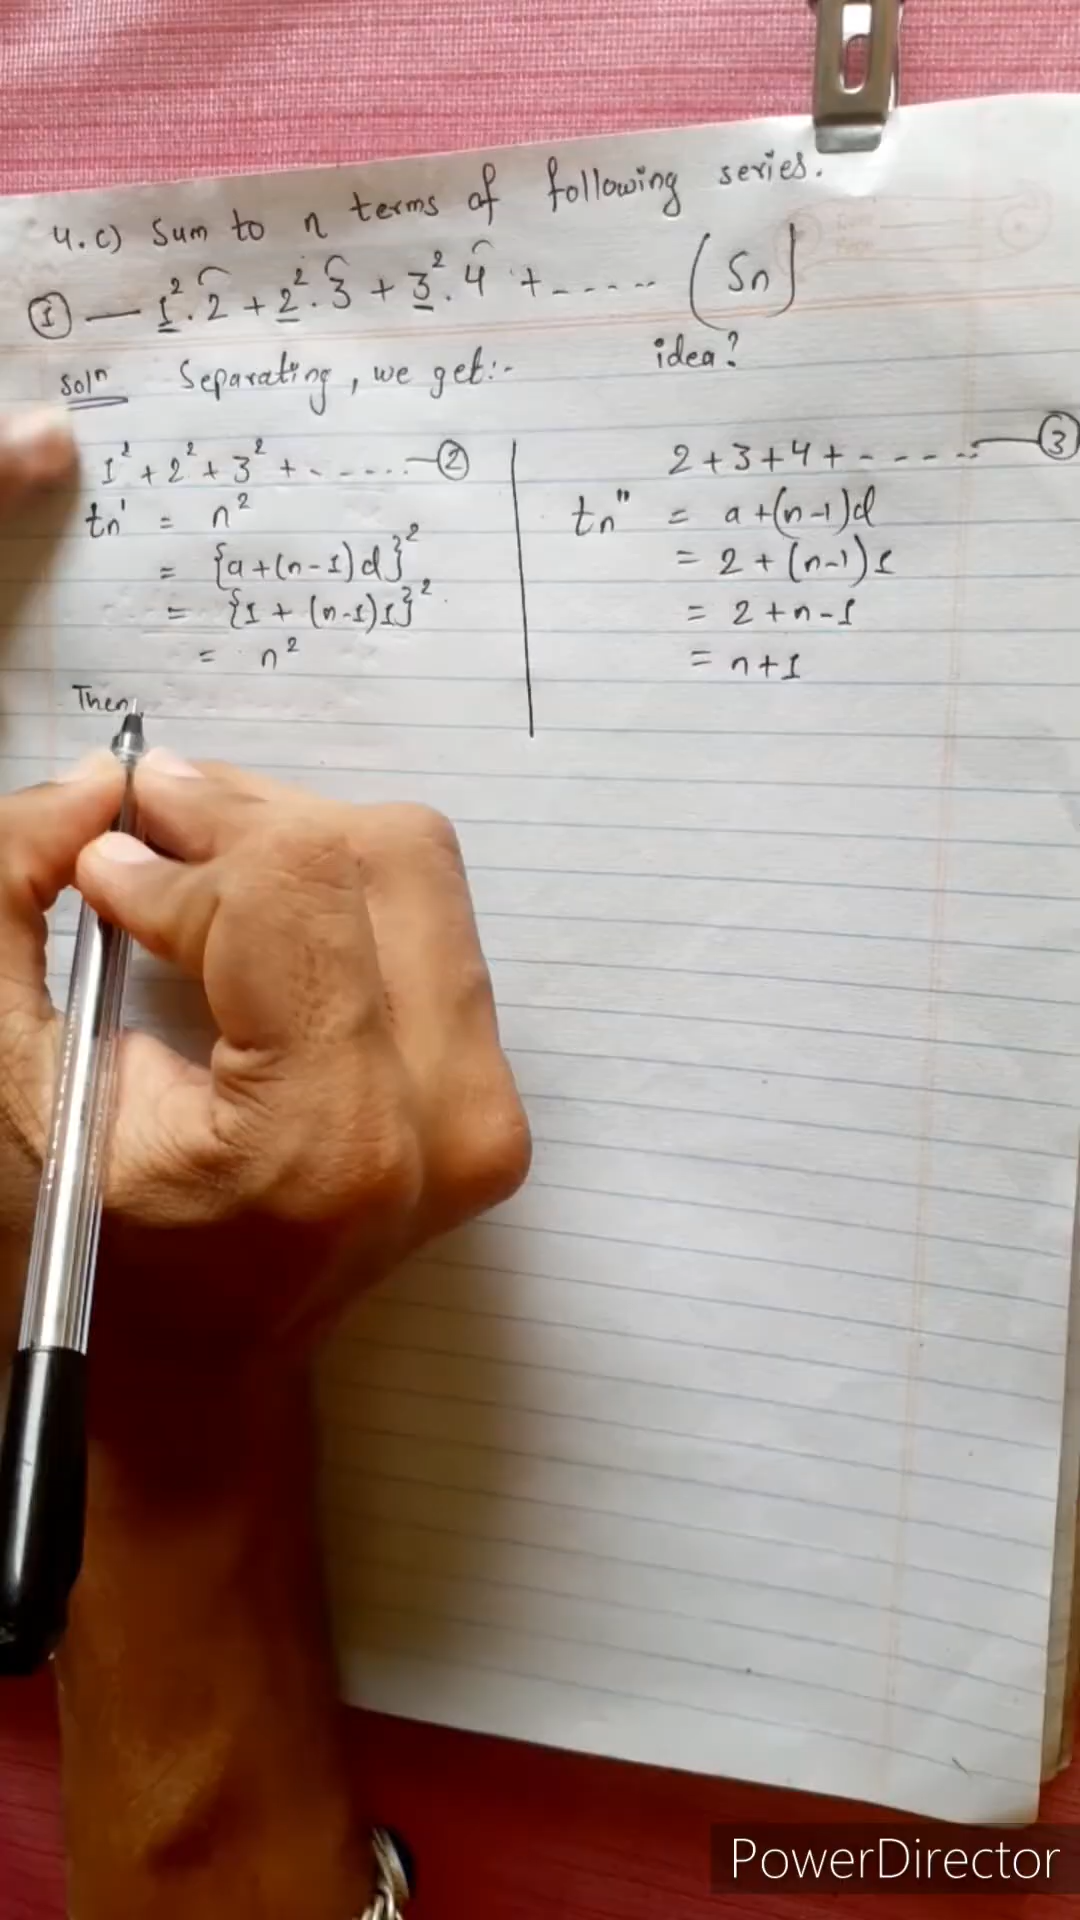 4.c) Sum to n terms of following series.
① — 1².2 + 2².3 + 3².4 + ..... (Sn)
idea?
Solⁿ Separating, we get:-
1² + 2² + 3² + ..... — ②
tn' = n²
= {a+(n-1)d}²
= {1 + (n-1)1}²
= n²
2+3+4+ ..... — ③
tn" = a+(n-1)d
= 2 + (n-1)1
= 2 + n - 1
= n+1
Then,
PowerDirector